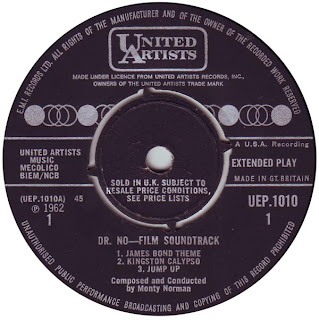 E.M.I. RECORDS LTD. ALL RIGHTS OF THE MANUFACTURER AND OF THE OWNER OF THE RECORDED WORK RESERVED
UNITED
ARTISTS
MADE UNDER LICENCE FROM UNITED ARTISTS RECORDS, INC.,
OWNERS OF THE UNITED ARTISTS TRADE MARK
A U.S.A. Recording
UNITED ARTISTS
MUSIC
MECOLICO
BIEM/NCB
EXTENDED PLAY
MADE IN GT. BRITAIN
SOLD IN U.K. SUBJECT TO
RESALE PRICE CONDITIONS,
SEE PRICE LISTS
(UEP.1010A) 45
℗ 1962
1
UEP.1010
1
DR. NO—FILM SOUNDTRACK
1. JAMES BOND THEME
2. KINGSTON CALYPSO
3. JUMP UP
Composed and Conducted
by Monty Norman
UNAUTHORISED PUBLIC PERFORMANCE BROADCASTING AND COPYING OF THIS RECORD PROHIBITED